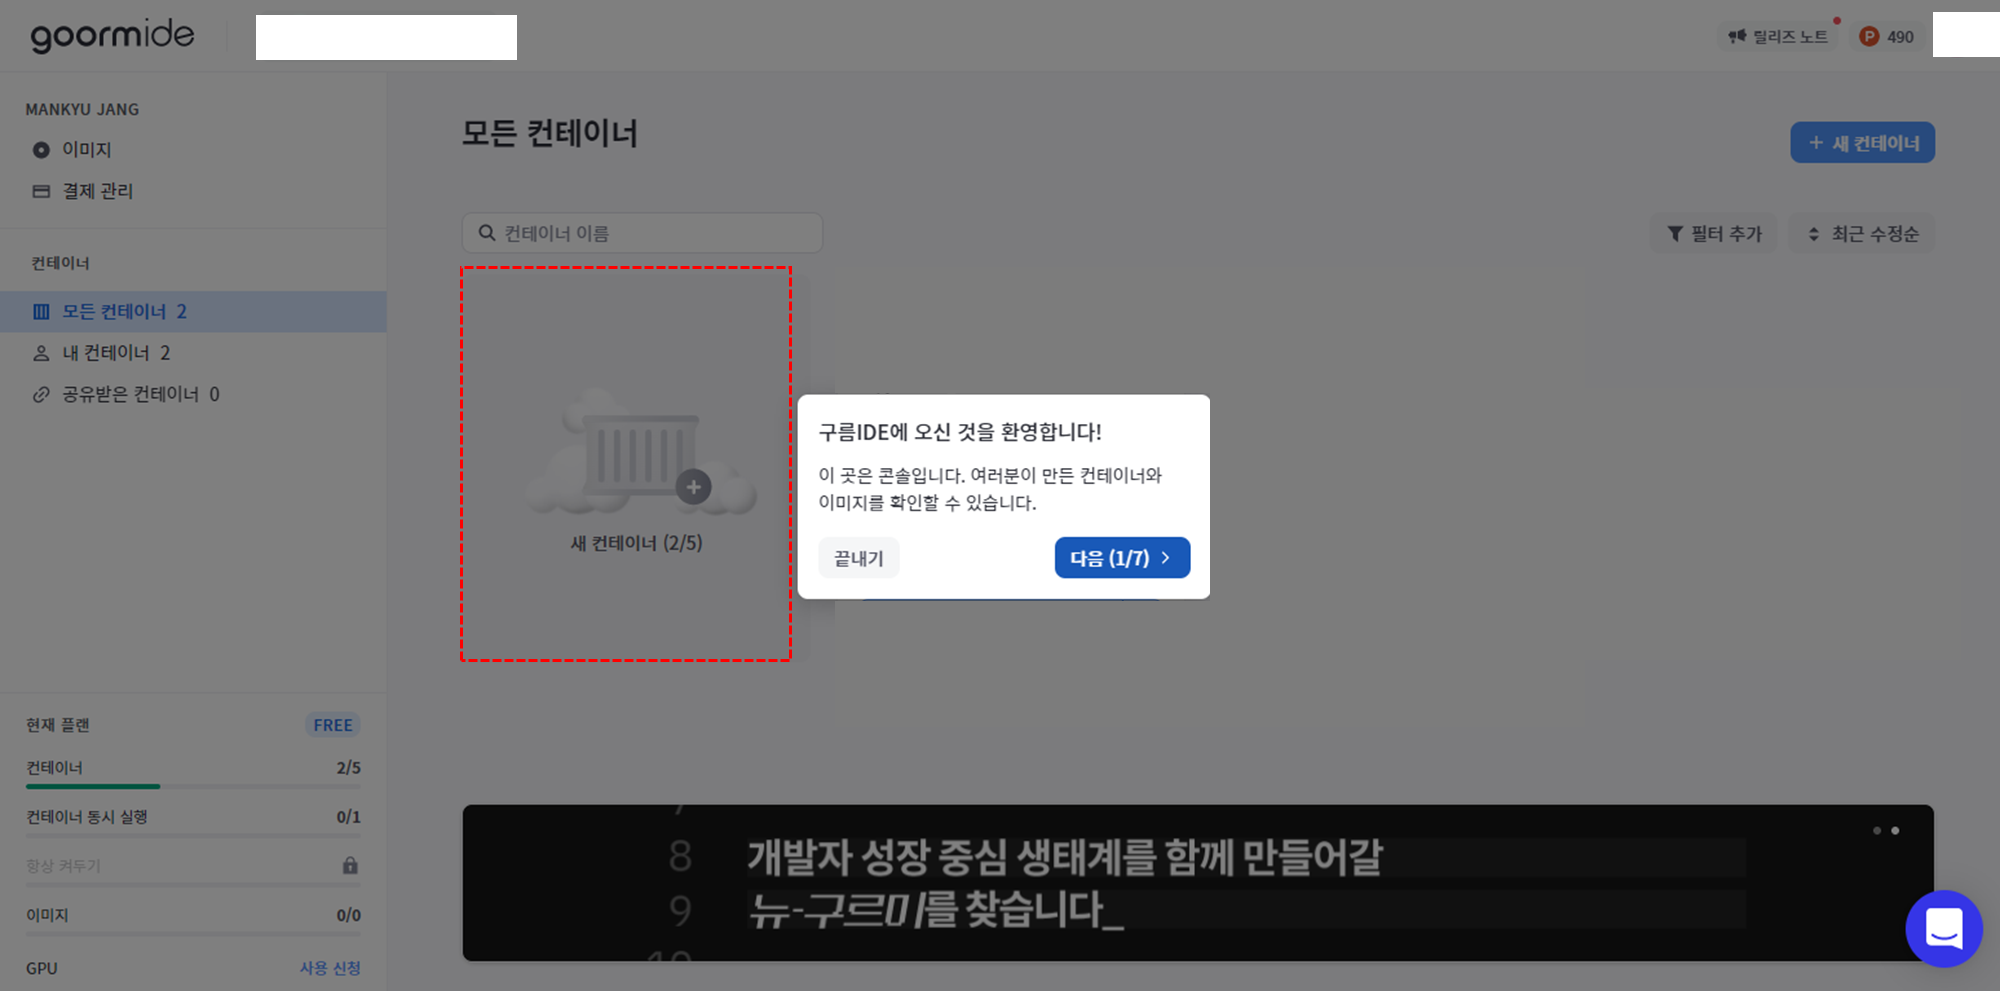 goormide
릴리즈 노트
P 490
MANKYU JANG
이미지
결제 관리
컨테이너
모든 컨테이너 2
내 컨테이너 2
공유받은 컨테이너 0
현재 플랜 FREE
컨테이너 2/5
컨테이너 동시 실행 0/1
항상 켜두기
이미지 0/0
GPU 사용 신청
모든 컨테이너
+ 새 컨테이너
컨테이너 이름
필터 추가
최근 수정순
새 컨테이너 (2/5)
구름IDE에 오신 것을 환영합니다!
이 곳은 콘솔입니다. 여러분이 만든 컨테이너와
이미지를 확인할 수 있습니다.
끝내기
다음 (1/7)
8 개발자 성장 중심 생태계를 함께 만들어갈
9 뉴-구르미를 찾습니다_